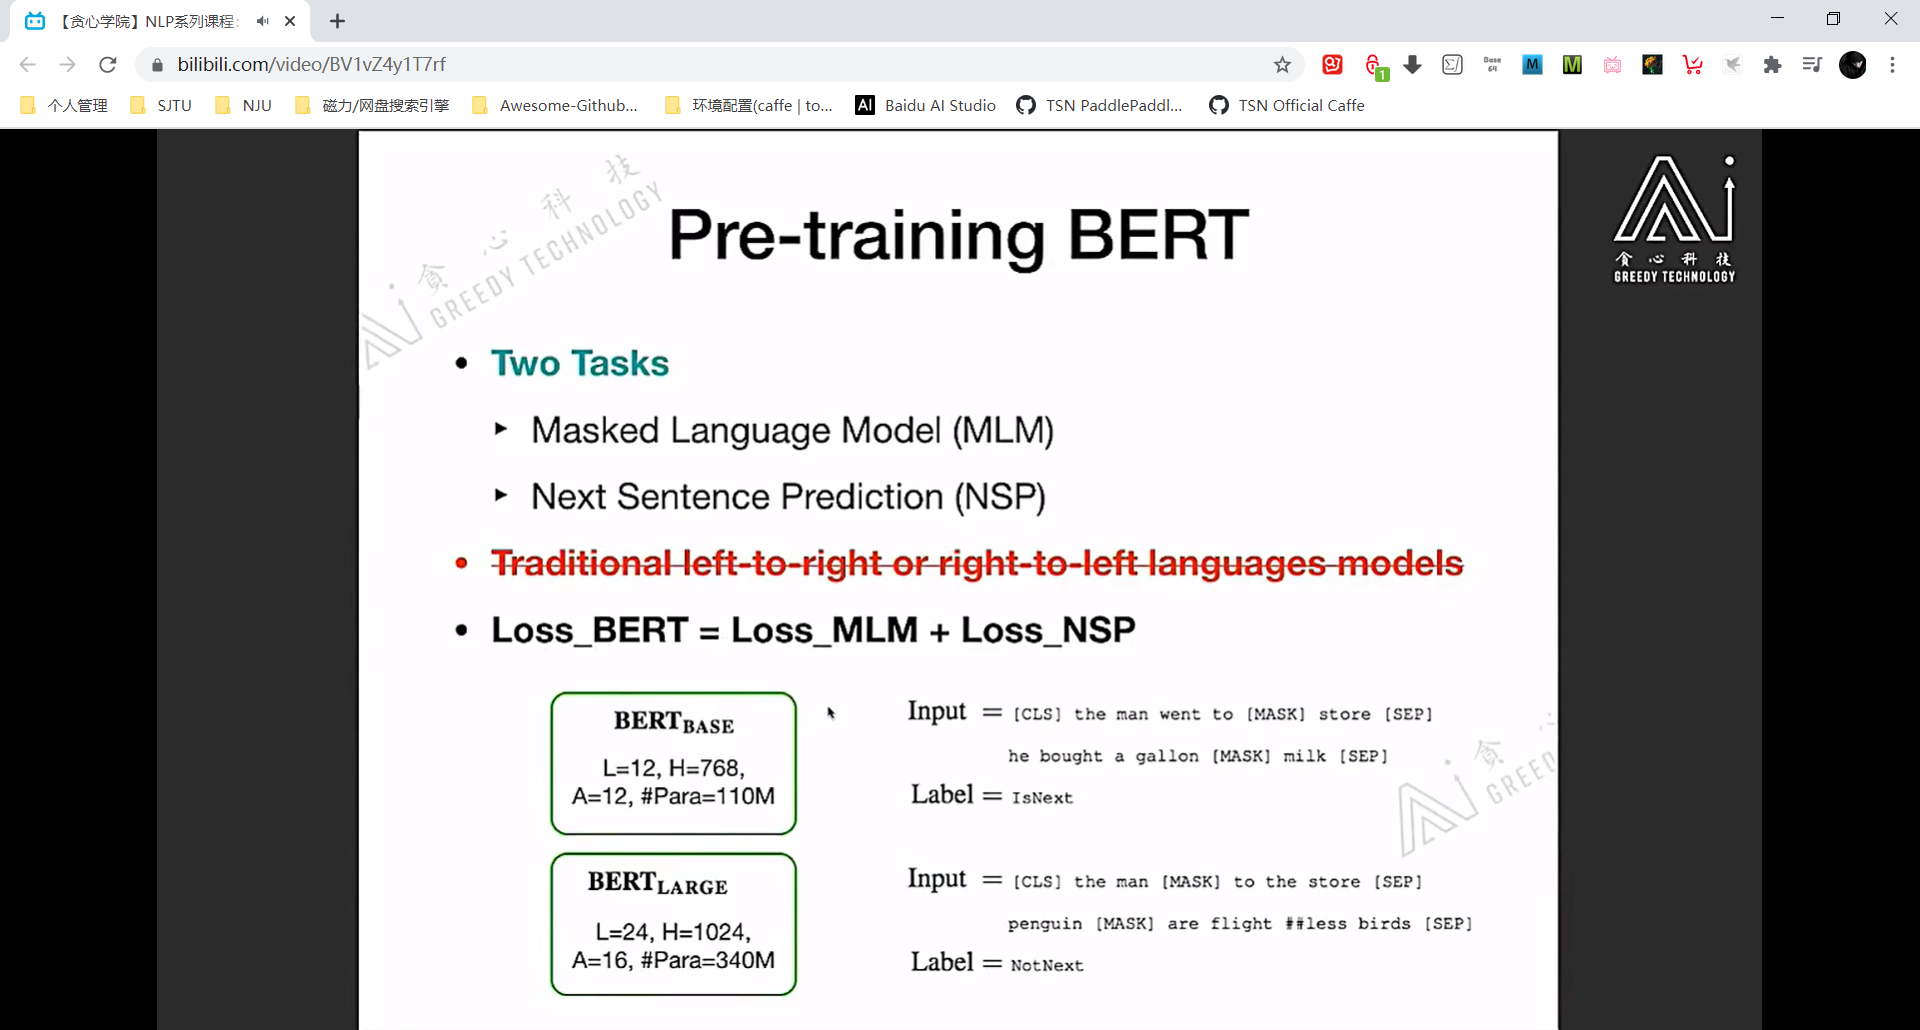 【贪心学院】NLP系列课程：
bilibili.com/video/BV1vZ4y1T7rf
1
Base
64
M
M
个人管理
SJTU
NJU
磁力/网盘搜索引擎
Awesome-Github...
环境配置(caffe | to...
AI
Baidu AI Studio
TSN PaddlePaddl...
TSN Official Caffe
贪心科技
GREEDY TECHNOLOGY
贪心科技
GREEDY TECHNOLOGY
Pre-training BERT
• Two Tasks
▸ Masked Language Model (MLM)
▸ Next Sentence Prediction (NSP)
• Traditional left-to-right or right-to-left languages models
• Loss_BERT = Loss_MLM + Loss_NSP
BERT BASE
L=12, H=768,
A=12, #Para=110M
BERT LARGE
L=24, H=1024,
A=16, #Para=340M
Input = [CLS] the man went to [MASK] store [SEP]
he bought a gallon [MASK] milk [SEP]
Label = IsNext
Input = [CLS] the man [MASK] to the store [SEP]
penguin [MASK] are flight ##less birds [SEP]
Label = NotNext
贪
GREED